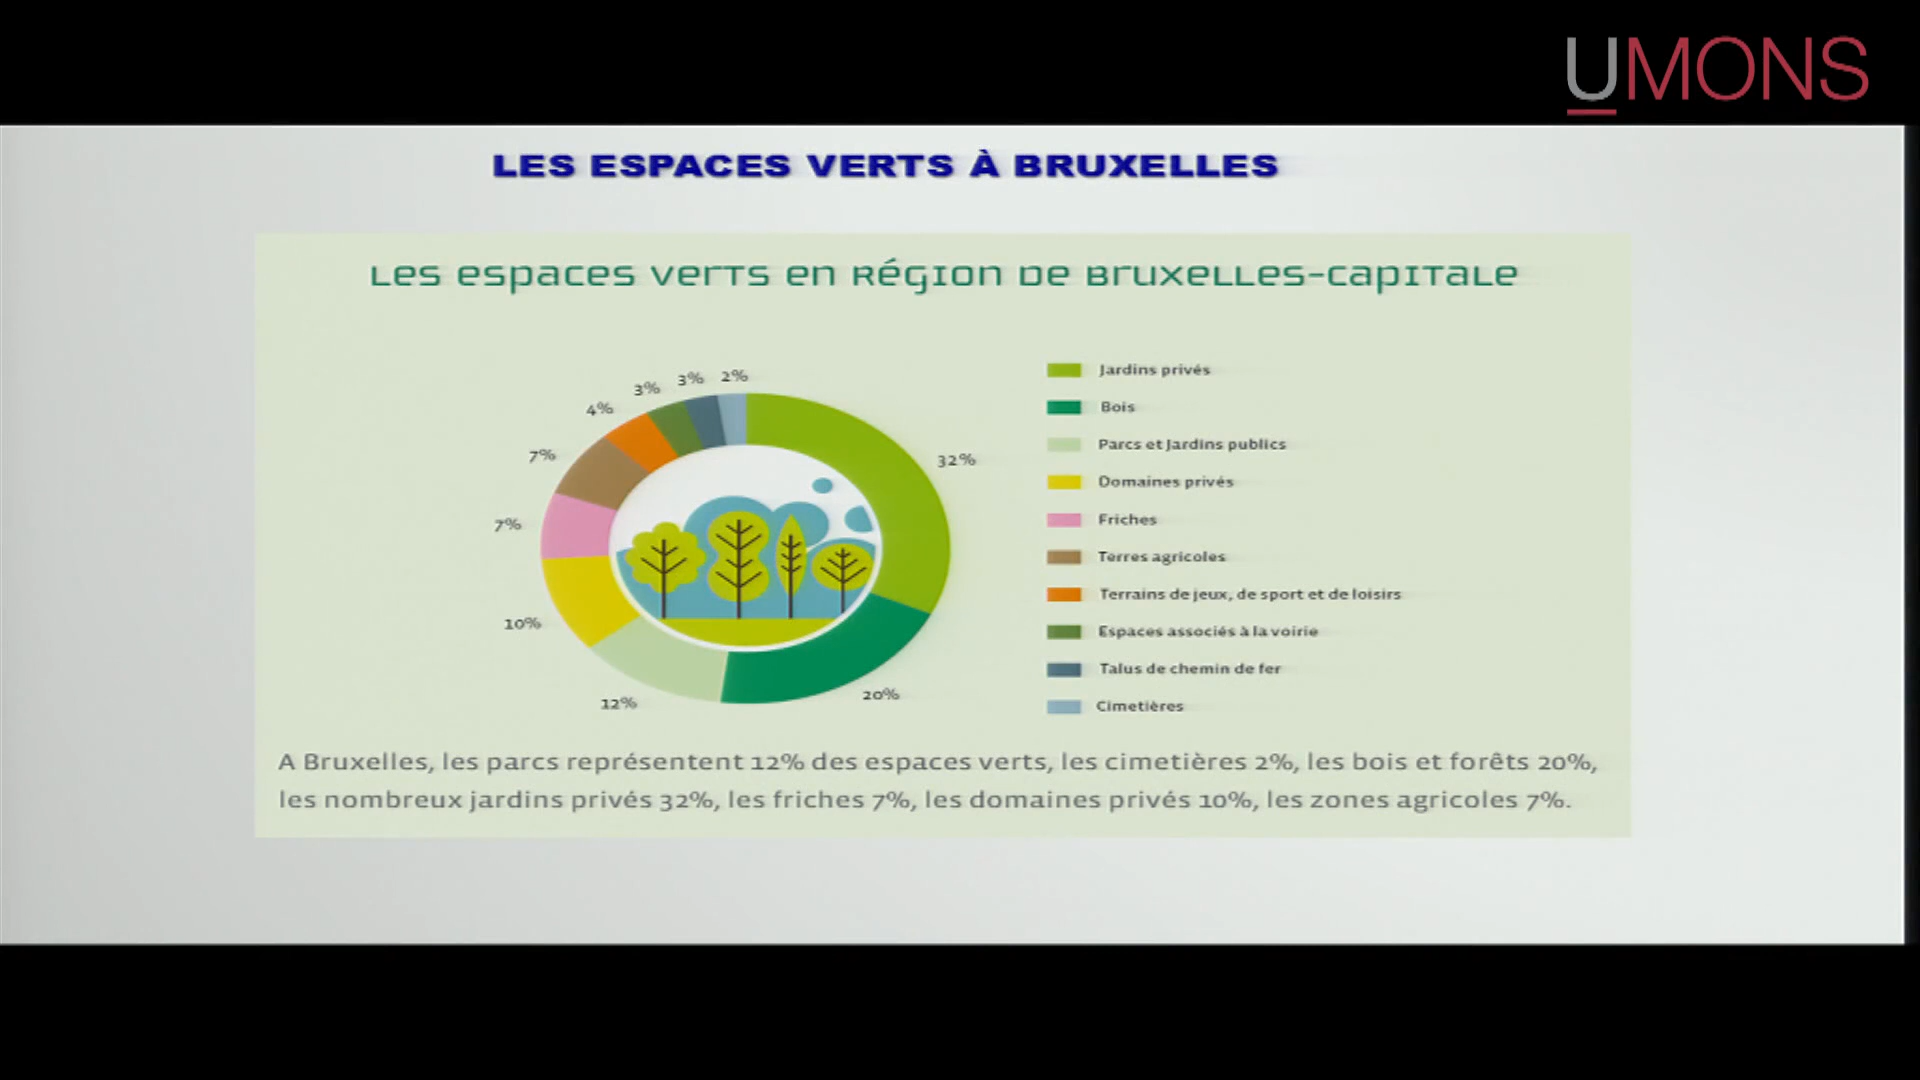 UMONS
LES ESPACES VERTS À BRUXELLES
Les espaces verts en Région de Bruxelles-Capitale
2%
3%
3%
4%
7%
7%
10%
12%
20%
32%
Jardins privés
Bois
Parcs et Jardins publics
Domaines privés
Friches
Terres agricoles
Terrains de jeux, de sport et de loisirs
Espaces associés à la voirie
Talus de chemin de fer
Cimetières
A Bruxelles, les parcs représentent 12% des espaces verts, les cimetières 2%, les bois et forêts 20%,
les nombreux jardins privés 32%, les friches 7%, les domaines privés 10%, les zones agricoles 7%.